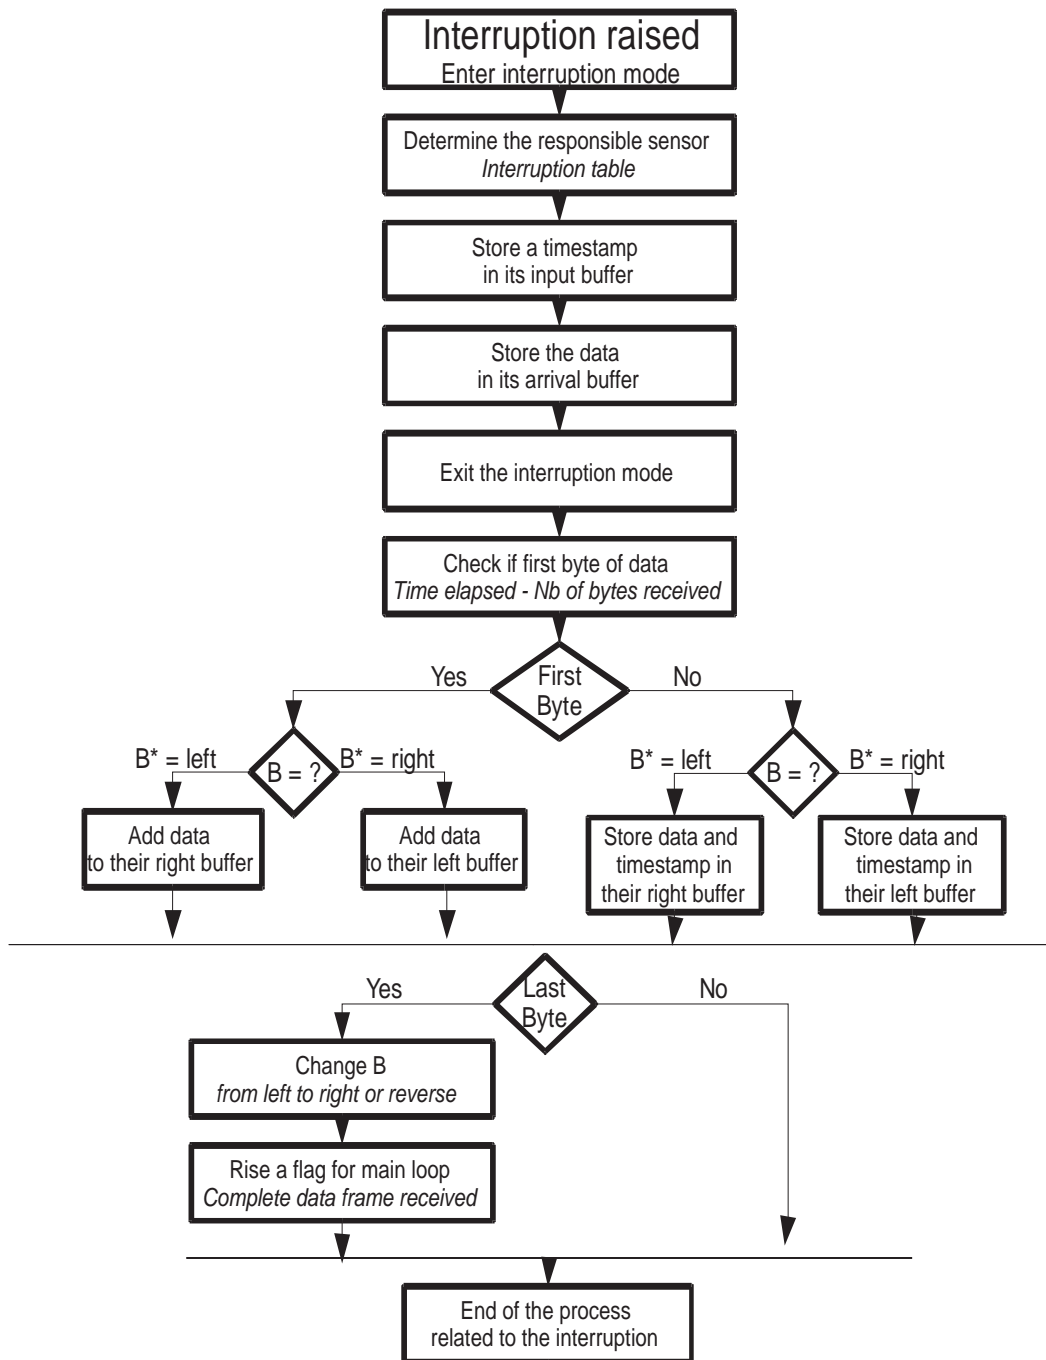 Interruption raised
Enter interruption mode
Determine the responsible sensor
Interruption table
Store a timestamp
in its input buffer
Store the data
in its arrival buffer
Exit the interruption mode
Check if first byte of data
Time elapsed - Nb of bytes received
Yes
First
Byte
No
B* = left
B = ?
B* = right
B* = left
B = ?
B* = right
Add data
to their right buffer
Add data
to their left buffer
Store data and
timestamp in
their right buffer
Store data and
timestamp in
their left buffer
Yes
Last
Byte
No
Change B
from left to right or reverse
Rise a flag for main loop
Complete data frame received
End of the process
related to the interruption